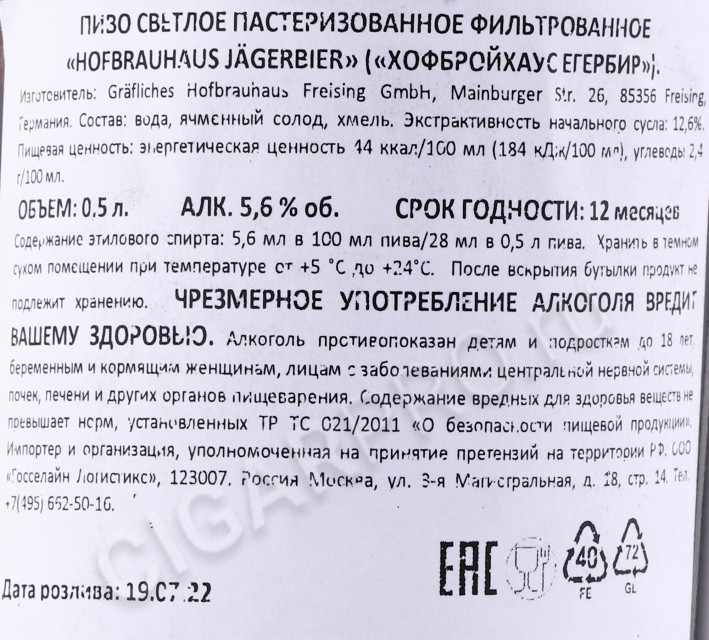 ПИВО СВЕТЛОЕ ПАСТЕРИЗОВАННОЕ ФИЛЬТРОВАННОЕ
«HOFBRAUHAUS JÄGERBIER» («ХОФБРОЙХАУС ЕГЕРБИР»).
Изготовитель: Gräfliches Hofbrauhaus Freising GmbH, Mainburger Str. 26, 85356 Freising,
Германия. Состав: вода, ячменный солод, хмель. Экстрактивность начального сусла: 12,6%.
Пищевая ценность: энергетическая ценность 44 ккал/100 мл (184 кДж/100 мл), углеводы 2,4
г/100 мл.
ОБЪЕМ: 0,5 л. АЛК. 5,6 % об. СРОК ГОДНОСТИ: 12 месяцев
Содержание этилового спирта: 5,6 мл в 100 мл пива/28 мл в 0,5 л пива. Хранить в темном
сухом помещении при температуре от +5 °С до +24°С. После вскрытия бутылки продукт не
подлежит хранению. ЧРЕЗМЕРНОЕ УПОТРЕБЛЕНИЕ АЛКОГОЛЯ ВРЕДИТ
ВАШЕМУ ЗДОРОВЬЮ. Алкоголь противопоказан детям и подросткам до 18 лет,
беременным и кормящим женщинам, лицам с заболеваниями центральной нервной системы,
почек, печени и других органов пищеварения. Содержание вредных для здоровья веществ не
превышает норм, установленных ТР ТС 021/2011 «О безопасности пищевой продукции».
Импортер и организация, уполномоченная на принятие претензий на территории РФ: ООО
«Госселайн Логистикс», 123007. Россия Москва, ул. 3-я Магистральная, д. 18, стр. 14. Тел.
+7(495) 652-50-16.
ЕАС 40 72
FE GL
Дата розлива: 19.07.22
CIGARPRO.ru